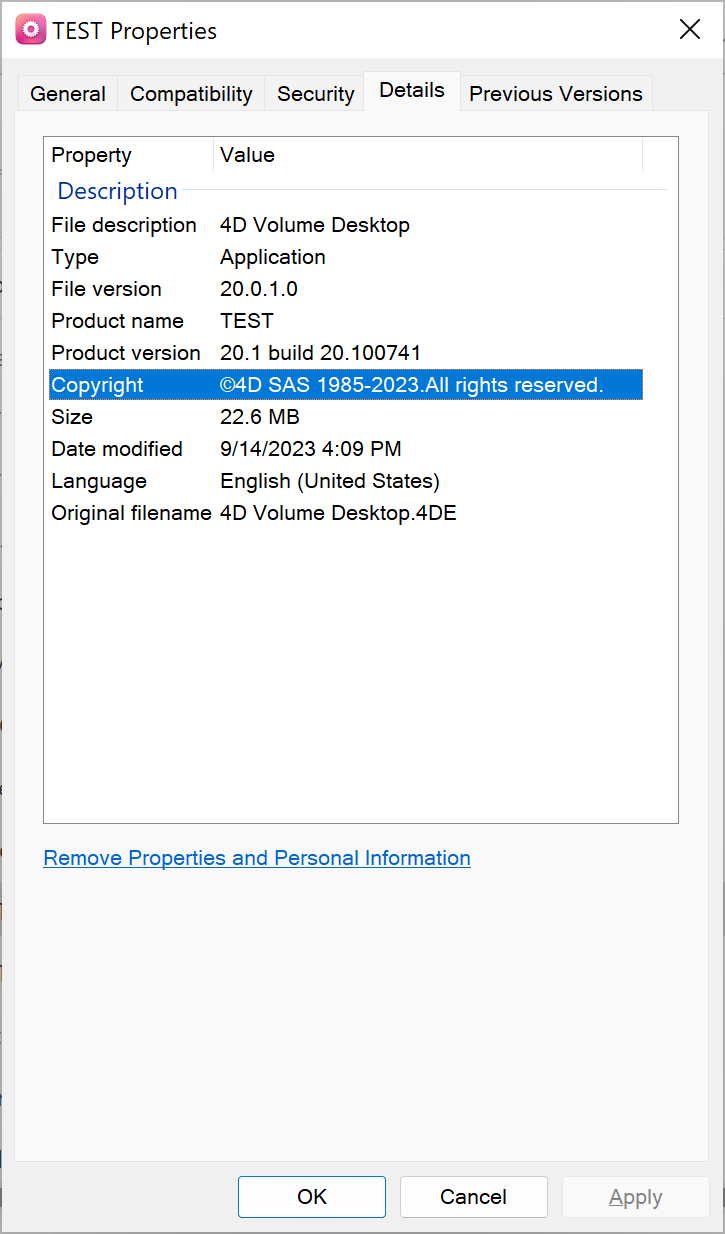 TEST Properties
General Compatibility Security Details Previous Versions
Property Value
Description
File description 4D Volume Desktop
Type Application
File version 20.0.1.0
Product name TEST
Product version 20.1 build 20.100741
Copyright ©4D SAS 1985-2023.All rights reserved.
Size 22.6 MB
Date modified 9/14/2023 4:09 PM
Language English (United States)
Original filename 4D Volume Desktop.4DE
Remove Properties and Personal Information
OK Cancel Apply